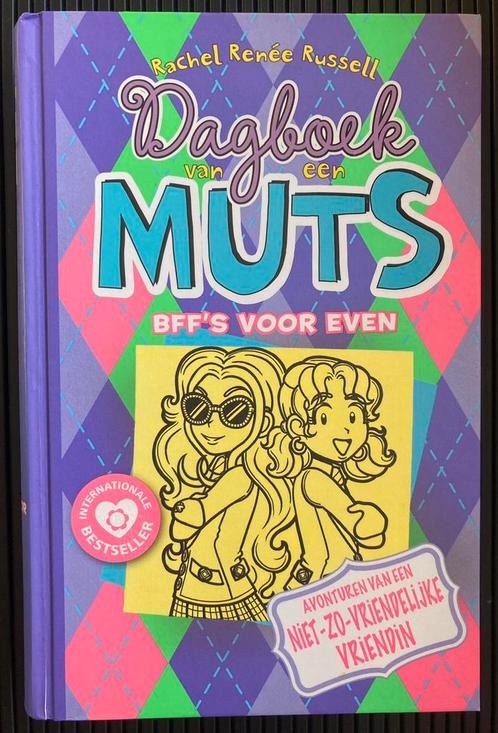 Rachel Renée Russell
Dagboek
van een
MUTS
BFF'S VOOR EVEN
INTERNATIONALE
BESTSELLER
AVONTUREN VAN EEN
NIET-ZO-VRIENDELIJKE
VRIENDIN